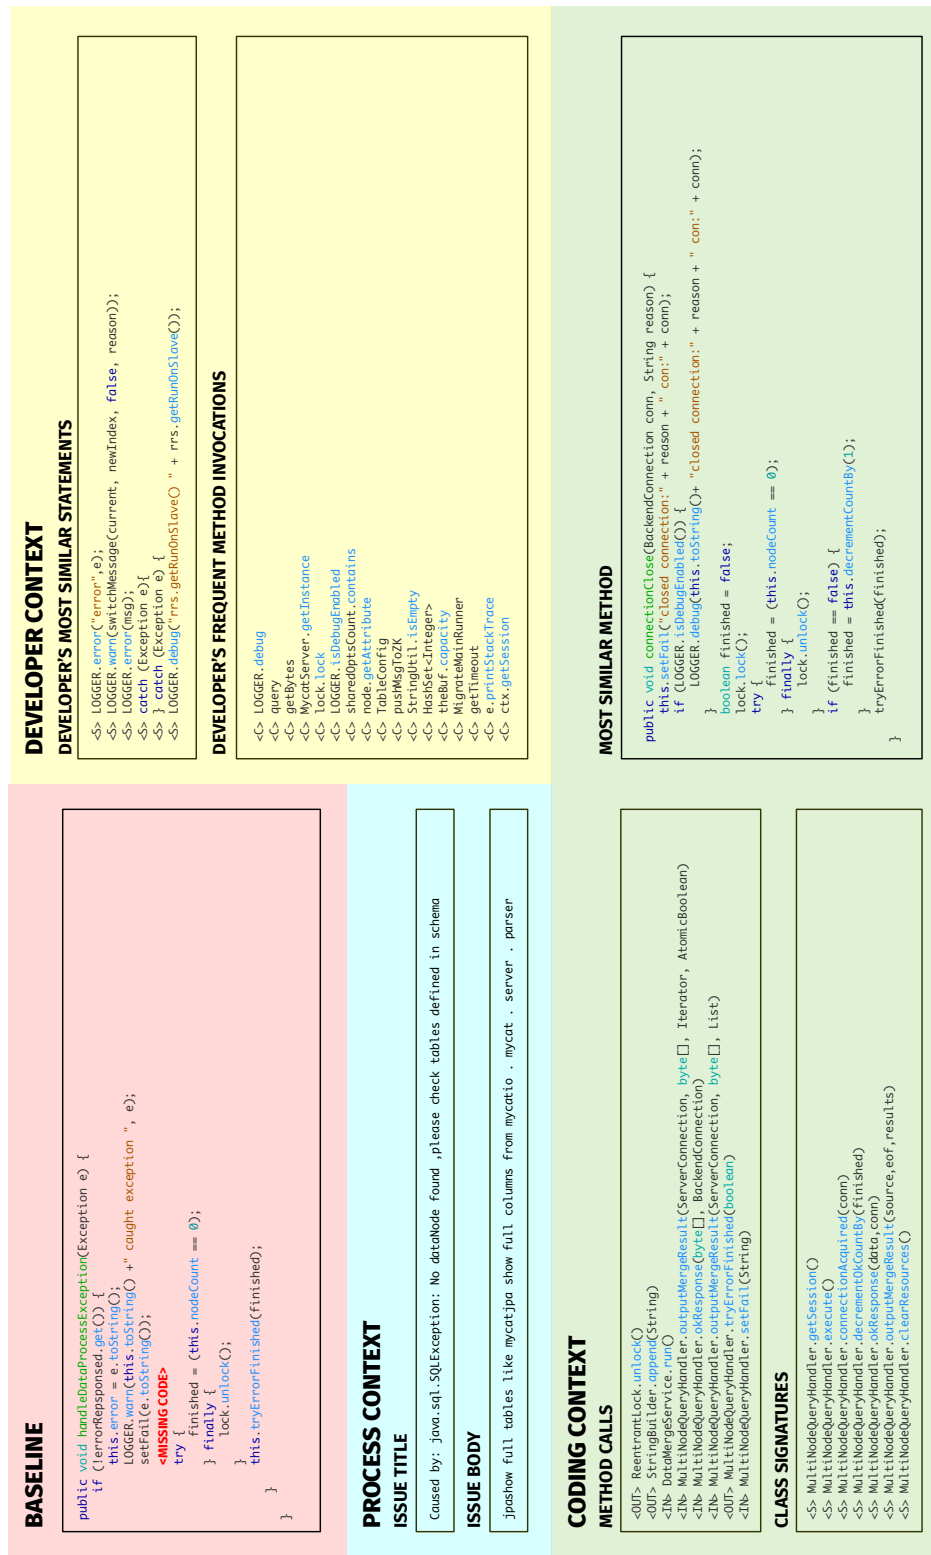 BASELINE
public void handleDataProcessException(Exception e) {
if (!errorRepsponsed.get()) {
this.error = e.toString();
LOGGER.warn(this.toString() +" caught exception ", e);
setFail(e.toString());
<MISSING CODE>
try {
finished = (this.nodeCount == 0);
} finally {
lock.unlock();
}
this.tryErrorFinished(finished);
}
}
PROCESS CONTEXT
ISSUE TITLE
Caused by: java.sql.SQLException: No dataNode found ,please check tables defined in schema
ISSUE BODY
jpashow full tables like mycatjpa show full columns from mycatio . mycat . server . parser
CODING CONTEXT
METHOD CALLS
<OUT> ReentrantLock.unlock()
<OUT> StringBuilder.append(String)
<IN> DataMergeService.run()
<IN> MultiNodeQueryHandler.outputMergeResult(ServerConnection, byte[], Iterator, AtomicBoolean)
<IN> MultiNodeQueryHandler.okResponse(byte[], BackendConnection)
<IN> MultiNodeQueryHandler.outputMergeResult(ServerConnection, byte[], List)
<OUT> MultiNodeQueryHandler.tryErrorFinished(boolean)
<IN> MultiNodeQueryHandler.setFail(String)
CLASS SIGNATURES
<S> MultiNodeQueryHandler.getSession()
<S> MultiNodeQueryHandler.execute()
<S> MultiNodeQueryHandler.connectionAcquired(conn)
<S> MultiNodeQueryHandler.decrementOkCountBy(finished)
<S> MultiNodeQueryHandler.okResponse(data,conn)
<S> MultiNodeQueryHandler.outputMergeResult(source,eof,results)
<S> MultiNodeQueryHandler.clearResources()
DEVELOPER CONTEXT
DEVELOPER'S MOST SIMILAR STATEMENTS
<S> LOGGER.error("error",e);
<S> LOGGER.warn(switchMessage(current, newIndex, false, reason));
<S> LOGGER.error(msg);
<S> catch (Exception e){
<S> } catch (Exception e) {
<S> LOGGER.debug("rrs.getRunOnSlave() " + rrs.getRunOnSlave());
DEVELOPER'S FREQUENT METHOD INVOCATIONS
<C> LOGGER.debug
<C> query
<C> getBytes
<C> MycatServer.getInstance
<C> lock.lock
<C> LOGGER.isDebugEnabled
<C> sharedOptsCount.contains
<C> node.getAttribute
<C> TableConfig
<C> pushMsgToZK
<C> StringUtil.isEmpty
<C> HashSet<Integer>
<C> theBuf.capacity
<C> MigrateMainRunner
<C> getTimeout
<C> e.printStackTrace
<C> ctx.getSession
MOST SIMILAR METHOD
public void connectionClose(BackendConnection conn, String reason) {
this.setFail("closed connection:" + reason + " con:" + conn);
if (LOGGER.isDebugEnabled()) {
LOGGER.debug(this.toString()+ "closed connection:" + reason + " con:" + conn);
}
boolean finished = false;
lock.lock();
try {
finished = (this.nodeCount == 0);
} finally {
lock.unlock();
}
if (finished == false) {
finished = this.decrementCountBy(1);
}
tryErrorFinished(finished);
}